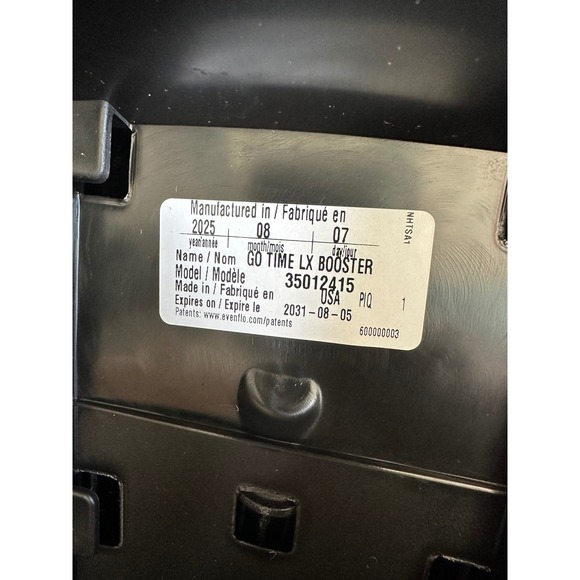 Manufactured in / Fabriqué en
2025 08 07
year/année month/mois day/jour
Name / Nom GO TIME LX BOOSTER
Model / Modèle 35012415
Made in / Fabriqué en USA PIQ 1
Expires on / Expire le 2031-08-05
Patents: www.evenflo.com/patents 600000003
NHTSA1